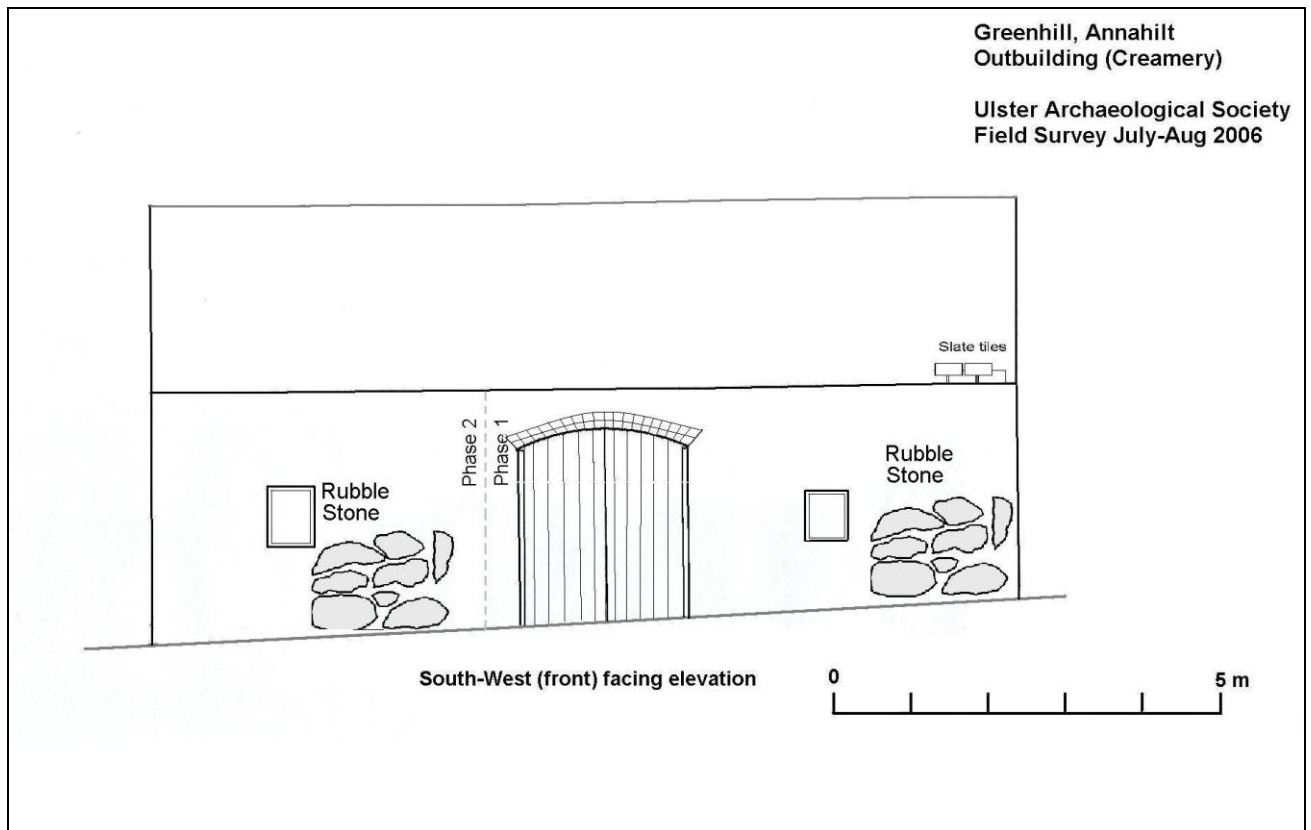 Greenhill, Annahilt
Outbuilding (Creamery)
Ulster Archaeological Society
Field Survey July-Aug 2006
Slate tiles
Phase 2
Phase 1
Rubble
Stone
Rubble
Stone
South-West (front) facing elevation
0
5 m